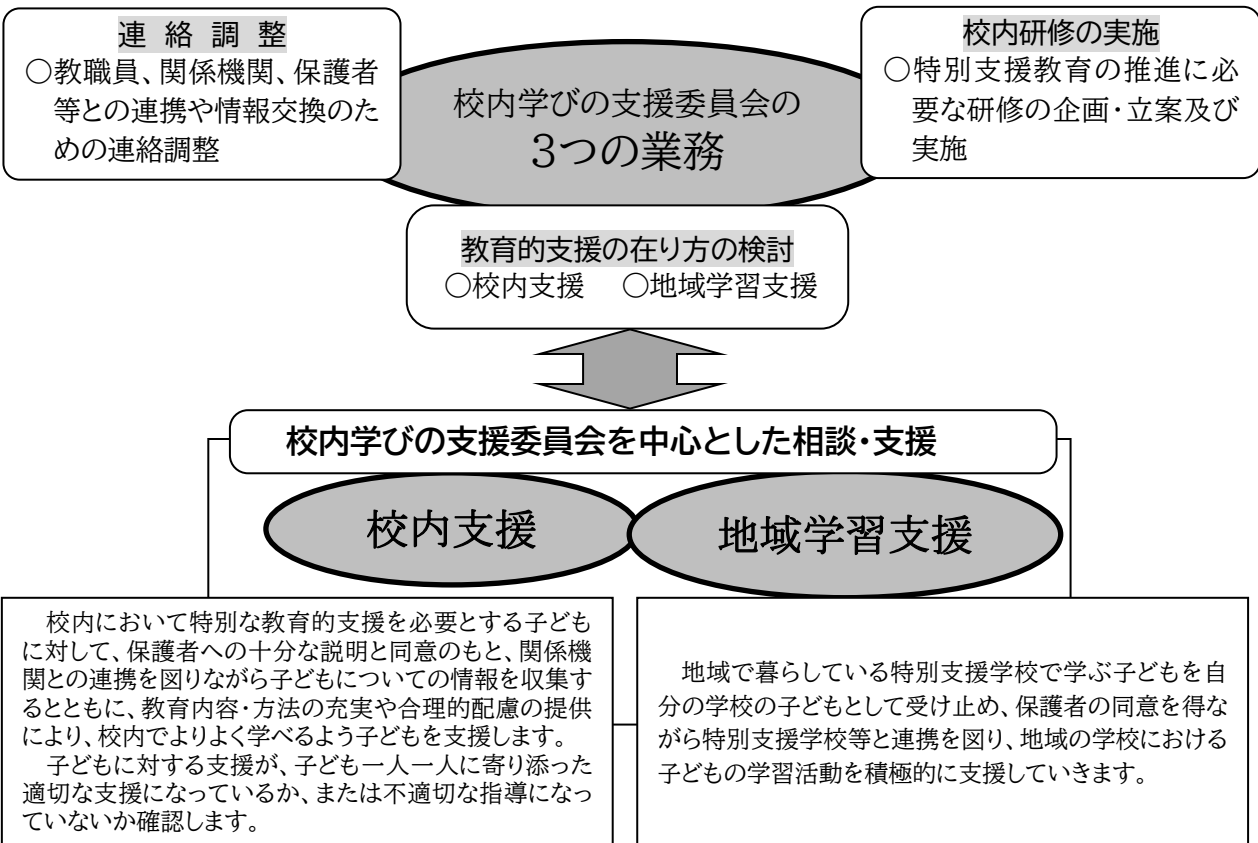 連 絡 調 整
○教職員、関係機関、保護者
等との連携や情報交換のた
めの連絡調整
校内学びの支援委員会の
3つの業務
校内研修の実施
○特別支援教育の推進に必
要な研修の企画・立案及び
実施
教育的支援の在り方の検討
○校内支援 ○地域学習支援
校内学びの支援委員会を中心とした相談・支援
校内支援
地域学習支援
校内において特別な教育的支援を必要とする子ども
に対して、保護者への十分な説明と同意のもと、関係機
関との連携を図りながら子どもについての情報を収集す
るとともに、教育内容・方法の充実や合理的配慮の提供
により、校内でよりよく学べるよう子どもを支援します。
子どもに対する支援が、子ども一人一人に寄り添った
適切な支援になっているか、または不適切な指導になっ
ていないか確認します。
地域で暮らしている特別支援学校で学ぶ子どもを自
分の学校の子どもとして受け止め、保護者の同意を得な
がら特別支援学校等と連携を図り、地域の学校における
子どもの学習活動を積極的に支援していきます。